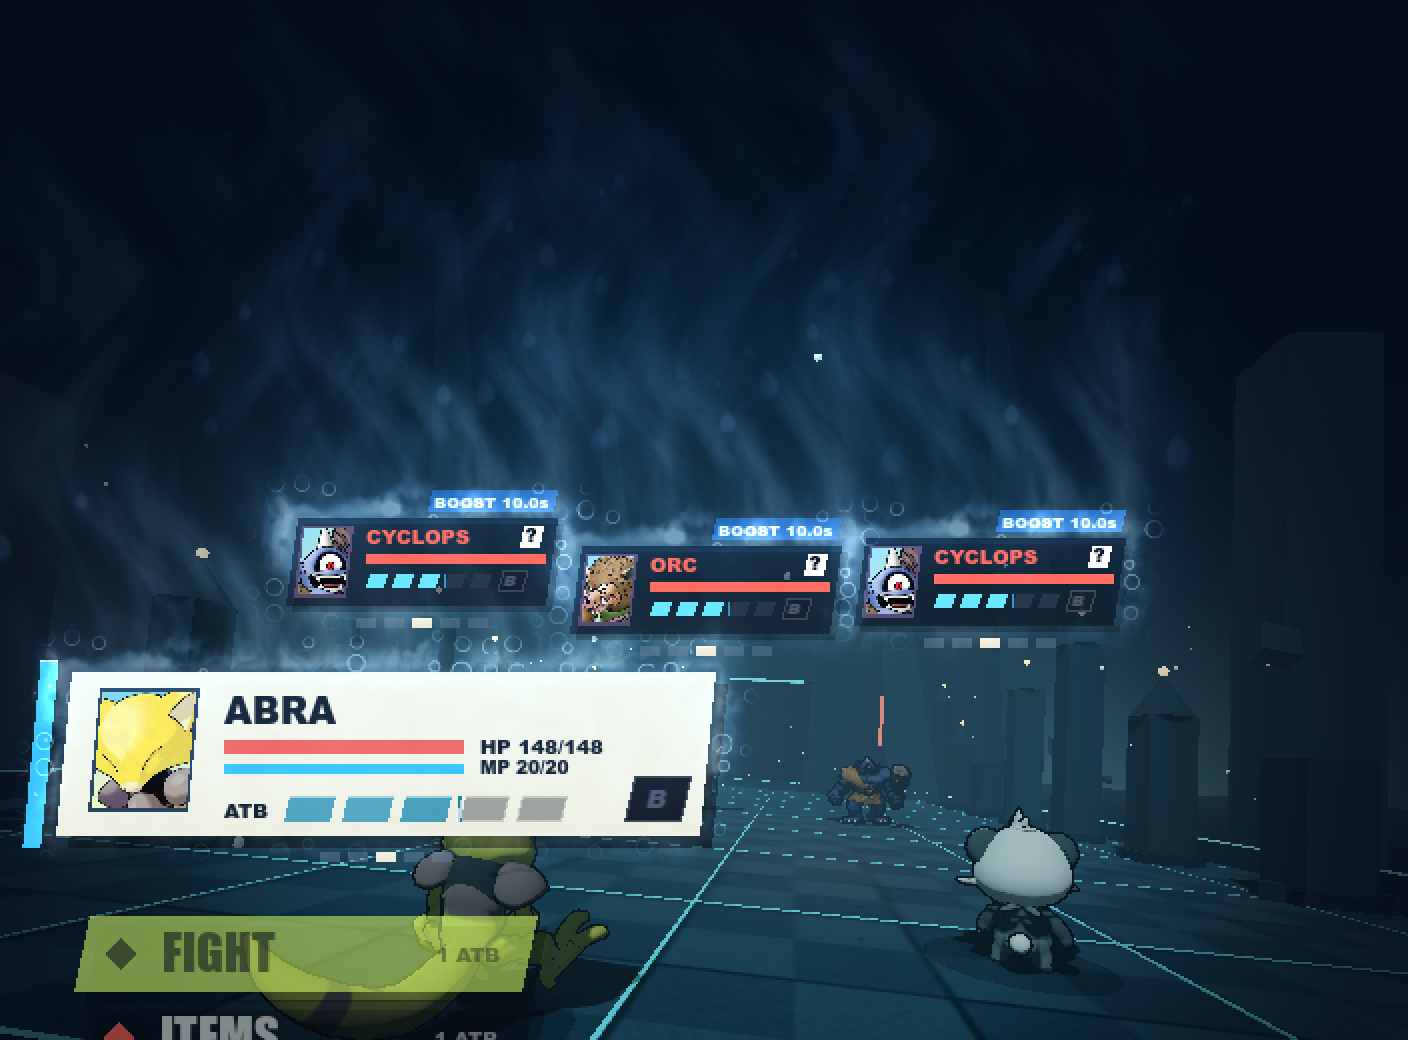 BOOST 10.0s
CYCLOPS ?
B
BOOST 10.0s
ORC ?
B
BOOST 10.0s
CYCLOPS ?
B
ABRA
HP 148/148
MP 20/20
ATB
B
FIGHT 1 ATB
ITEMS 1 ATB